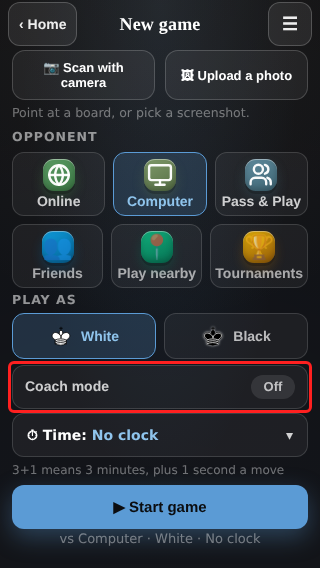 ‹ Home
New game
☰
📷 Scan with
camera
🖼 Upload a photo
Point at a board, or pick a screenshot.
OPPONENT
Online
Computer
Pass & Play
Friends
Play nearby
Tournaments
PLAY AS
White
Black
Coach mode
Off
⏱ Time: No clock ▼
3+1 means 3 minutes, plus 1 second a move
▶ Start game
vs Computer · White · No clock